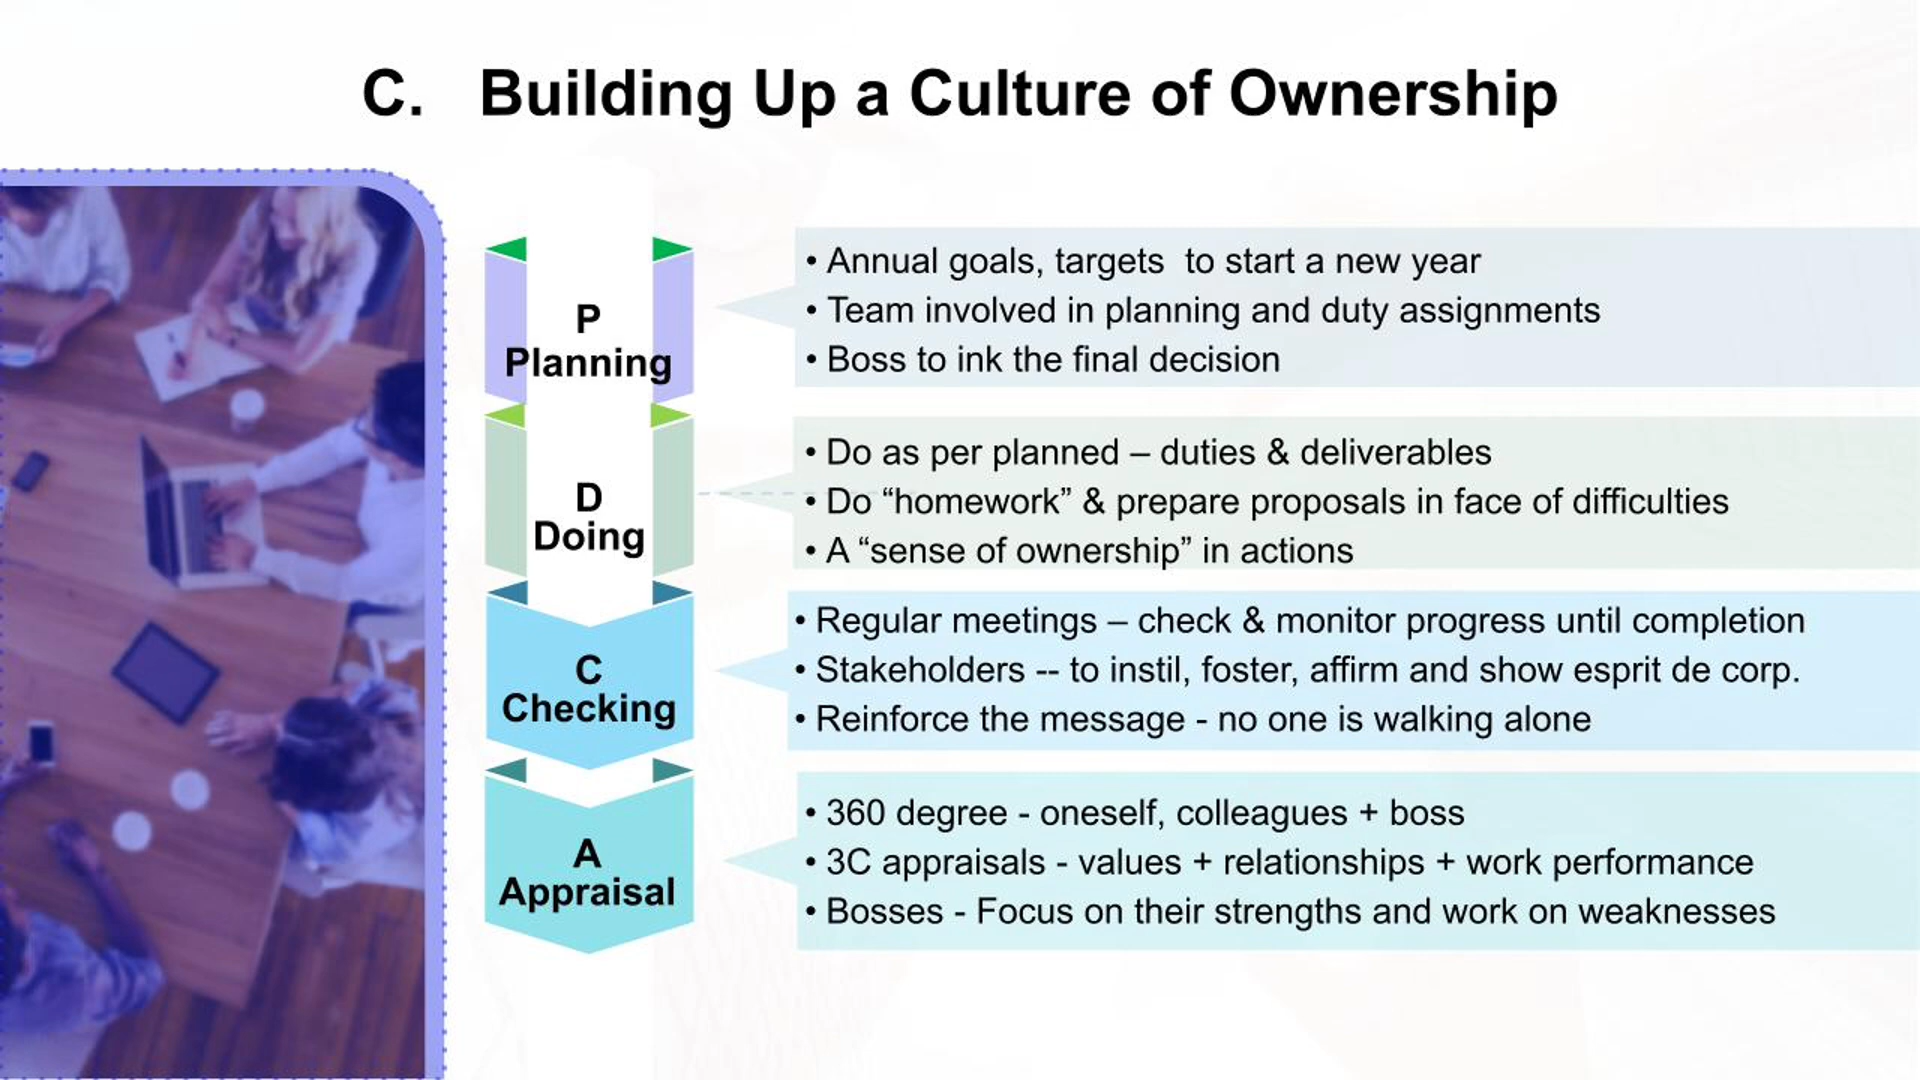 C. Building Up a Culture of Ownership
P
Planning
• Annual goals, targets  to start a new year
• Team involved in planning and duty assignments
• Boss to ink the final decision
D
Doing
• Do as per planned – duties & deliverables
• Do “homework” & prepare proposals in face of difficulties
• A “sense of ownership” in actions
C
Checking
• Regular meetings – check & monitor progress until completion
• Stakeholders -- to instil, foster, affirm and show esprit de corp.
• Reinforce the message - no one is walking alone
A
Appraisal
• 360 degree - oneself, colleagues + boss
• 3C appraisals - values + relationships + work performance
• Bosses - Focus on their strengths and work on weaknesses